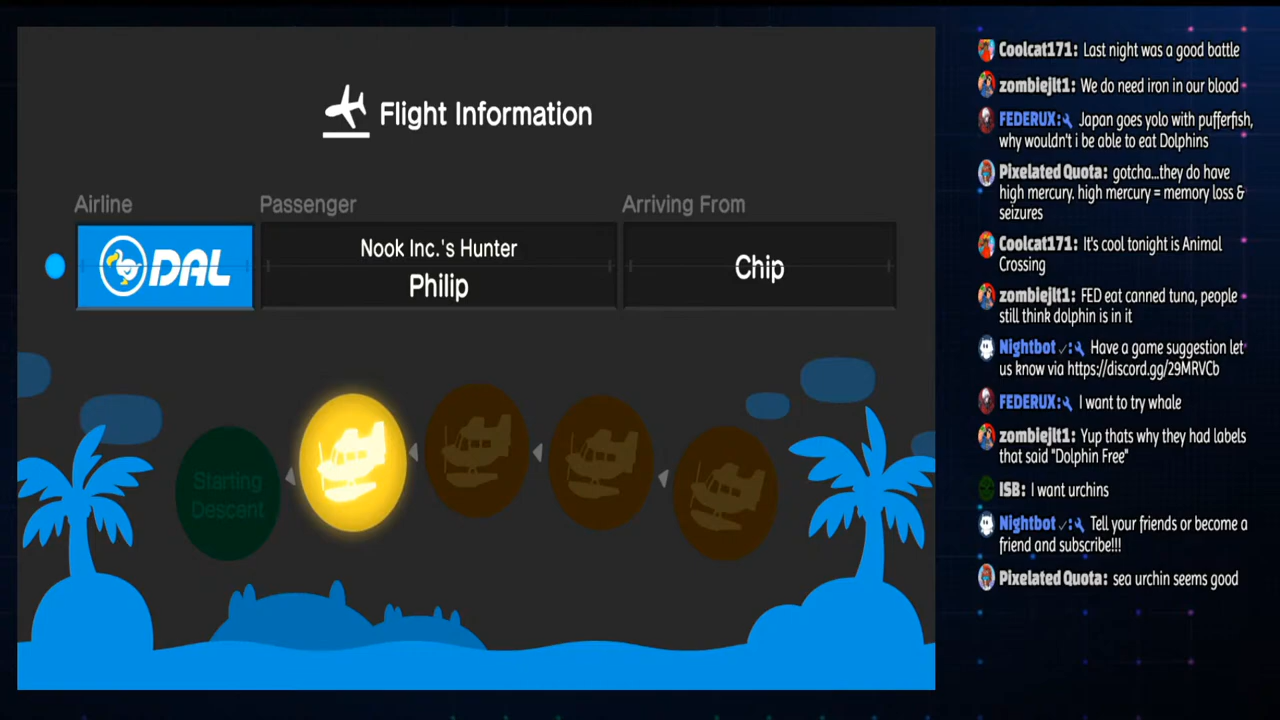 Flight Information
Airline
Passenger
Arriving From
DAL
Nook Inc.'s Hunter
Philip
Chip
Starting
Descent
Coolcat171: Last night was a good battle
zombiejlt1: We do need iron in our blood
FEDERUX: Japan goes yolo with pufferfish,
why wouldn't i be able to eat Dolphins
Pixelated Quota: gotcha...they do have
high mercury. high mercury = memory loss &
seizures
Coolcat171: It's cool tonight is Animal
Crossing
zombiejlt1: FED eat canned tuna, people
still think dolphin is in it
Nightbot ✓: Have a game suggestion let
us know via https://discord.gg/29MRVCb
FEDERUX: I want to try whale
zombiejlt1: Yup thats why they had labels
that said "Dolphin Free"
ISB: I want urchins
Nightbot ✓: Tell your friends or become a
friend and subscribe!!!
Pixelated Quota: sea urchin seems good